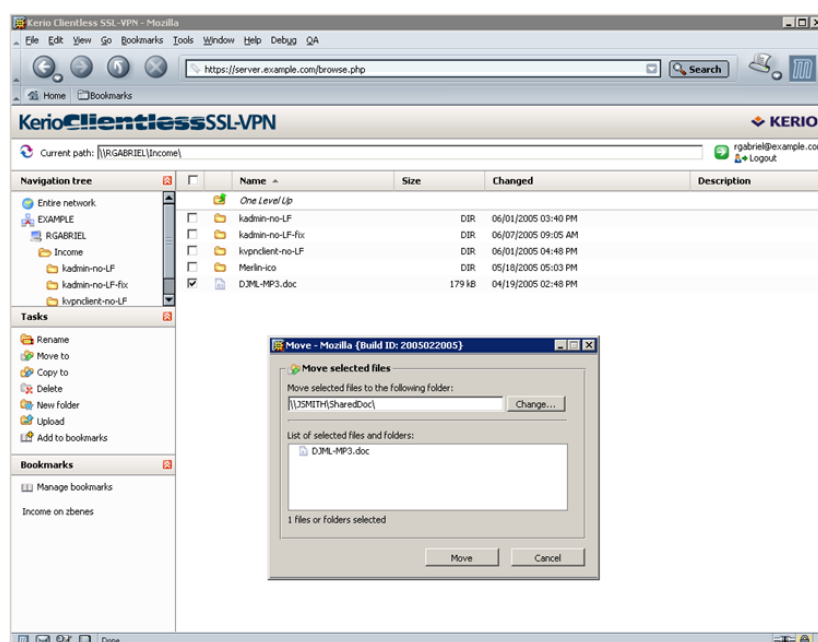 Kerio Clientless SSL-VPN - Mozilla
File Edit View Go Bookmarks Tools Window Help Debug QA
https://server.example.com/browse.php
Search
Home Bookmarks
KerioClientlessSSL-VPN
KERIO
Current path: \\RGABRIEL\Income\
rgabriel@example.co
Logout
Navigation tree
Name Size Changed Description
Entire network
One Level Up
EXAMPLE
kadmin-no-LF DIR 06/01/2005 03:40 PM
RGABRIEL
kadmin-no-LF-fix DIR 06/07/2005 09:05 AM
Income
kvpnclient-no-LF DIR 06/01/2005 04:48 PM
kadmin-no-LF
Merlin-ico DIR 05/18/2005 05:03 PM
kadmin-no-LF-fix
DJML-MP3.doc 179 kB 04/19/2005 02:48 PM
kvpnclient-no-LF
Tasks
Rename
Move to
Copy to
Delete
New folder
Upload
Add to bookmarks
Bookmarks
Manage bookmarks
Income on zbenes
Move - Mozilla {Build ID: 2005022005}
Move selected files
Move selected files to the following folder:
\\JSMITH\SharedDoc\
Change...
List of selected files and folders:
DJML-MP3.doc
1 files or folders selected
Move Cancel
Done